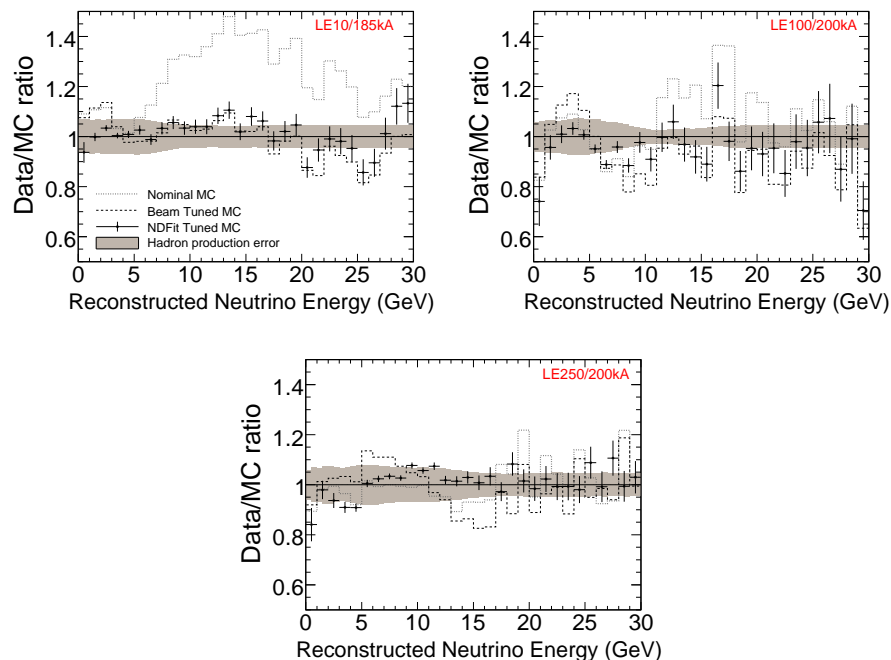 LE10/185kA
1.4
1.2
1
0.8
0.6
Data/MC ratio
Nominal MC
Beam Tuned MC
NDFit Tuned MC
Hadron production error
0 5 10 15 20 25 30
Reconstructed Neutrino Energy (GeV)
LE100/200kA
1.4
1.2
1
0.8
0.6
Data/MC ratio
0 5 10 15 20 25 30
Reconstructed Neutrino Energy (GeV)
LE250/200kA
1.4
1.2
1
0.8
0.6
Data/MC ratio
0 5 10 15 20 25 30
Reconstructed Neutrino Energy (GeV)